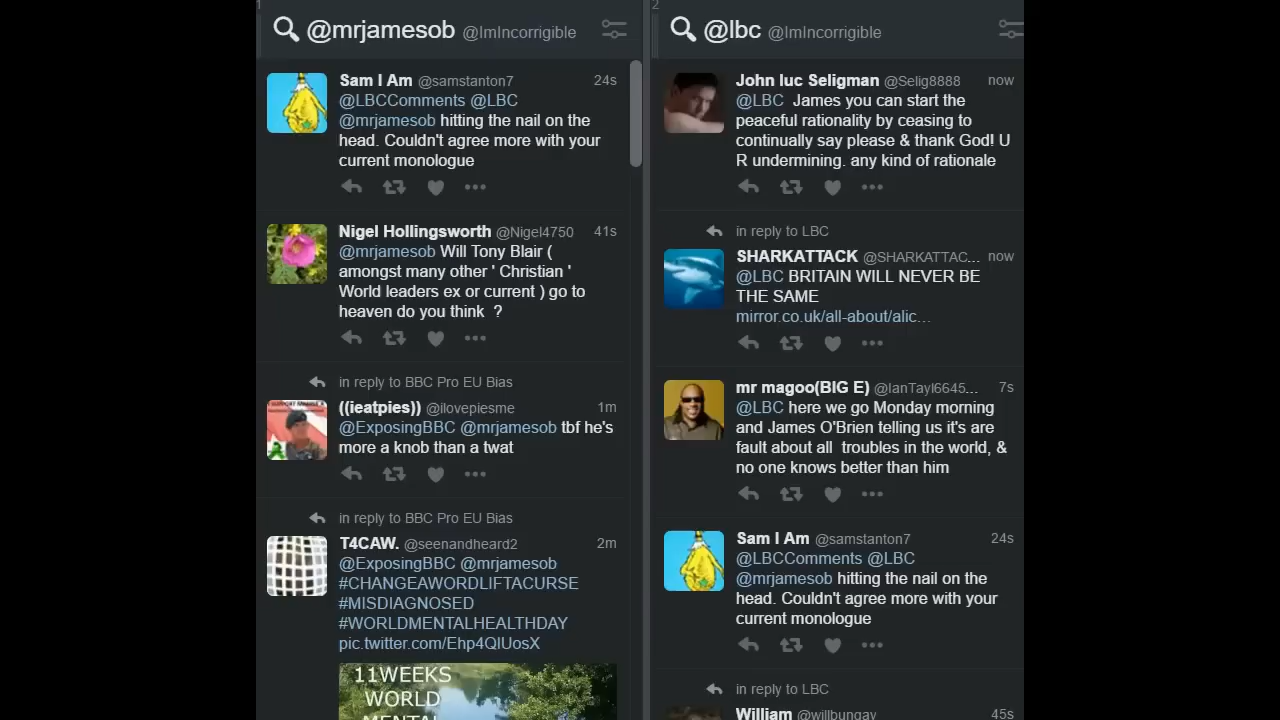 1
@mrjamesob @ImIncorrigible
Sam I Am @samstanton7 24s
@LBCComments @LBC
@mrjamesob hitting the nail on the
head. Couldn't agree more with your
current monologue
Nigel Hollingsworth @Nigel4750 41s
@mrjamesob Will Tony Blair (
amongst many other ' Christian '
World leaders ex or current ) go to
heaven do you think ?
in reply to BBC Pro EU Bias
((ieatpies)) @ilovepiesme 1m
@ExposingBBC @mrjamesob tbf he's
more a knob than a twat
in reply to BBC Pro EU Bias
T4CAW. @seenandheard2 2m
@ExposingBBC @mrjamesob
#CHANGEAWORDLIFTACURSE
#MISDIAGNOSED
#WORLDMENTALHEALTHDAY
pic.twitter.com/Ehp4QlUosX
11WEEKS
WORLD
MENTAL
2
@lbc @ImIncorrigible
John luc Seligman @Selig8888 now
@LBC James you can start the
peaceful rationality by ceasing to
continually say please & thank God! U
R undermining. any kind of rationale
in reply to LBC
SHARKATTACK @SHARKATTAC... now
@LBC BRITAIN WILL NEVER BE
THE SAME
mirror.co.uk/all-about/alic...
mr magoo(BIG E) @IanTayl6645... 7s
@LBC here we go Monday morning
and James O'Brien telling us it's are
fault about all troubles in the world, &
no one knows better than him
Sam I Am @samstanton7 24s
@LBCComments @LBC
@mrjamesob hitting the nail on the
head. Couldn't agree more with your
current monologue
in reply to LBC
William @willbungay 45s